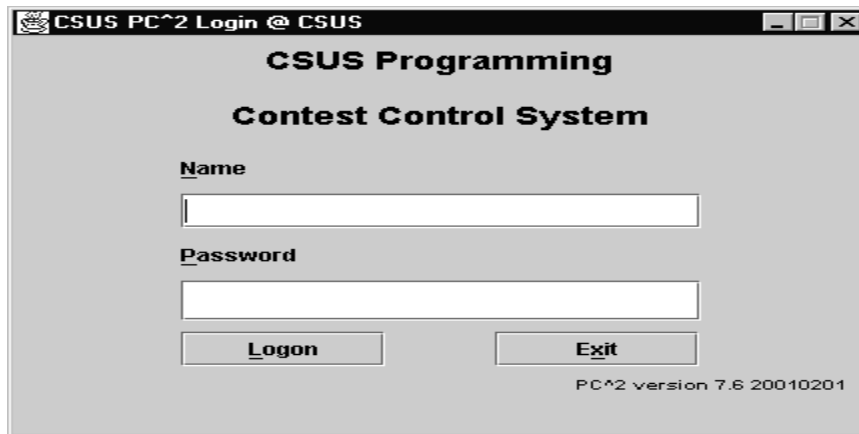 CSUS PC^2 Login @ CSUS
CSUS Programming
Contest Control System
Name
Password
Logon Exit
PC^2 version 7.6 20010201